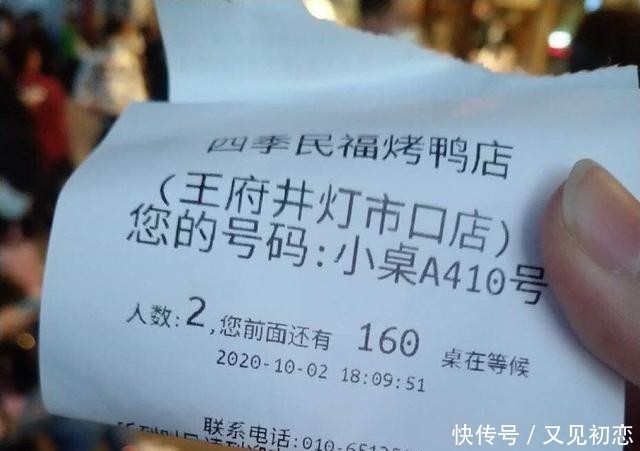 四季民福烤鸭店
(王府井灯市口店)
您的号码:小桌A410号
人数:2,您前面还有 160 桌在等候
2020-10-02 18:09:51
联系电话:010-6513
快传号 / 又见初恋